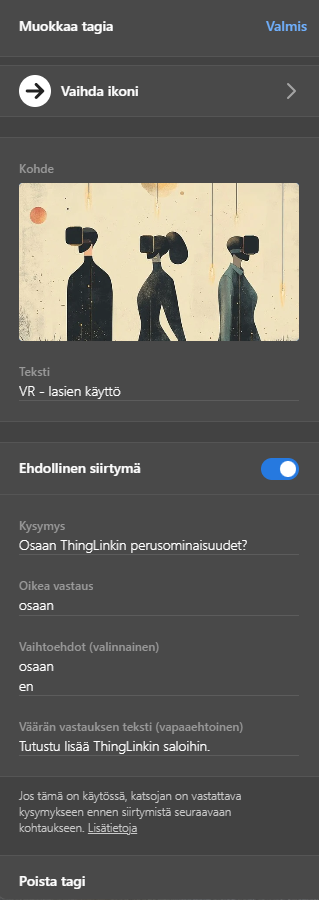 Muokkaa tagia
Valmis
Vaihda ikoni
Kohde
Teksti
VR - lasien käyttö
Ehdollinen siirtymä
Kysymys
Osaan ThingLinkin perusominaisuudet?
Oikea vastaus
osaan
Vaihtoehdot (valinnainen)
osaan
en
Väärän vastauksen teksti (vapaaehtoinen)
Tutustu lisää ThingLinkin saloihin.
Jos tämä on käytössä, katsojan on vastattava
kysymykseen ennen siirtymistä seuraavaan
kohtaukseen. Lisätietoja
Poista tagi